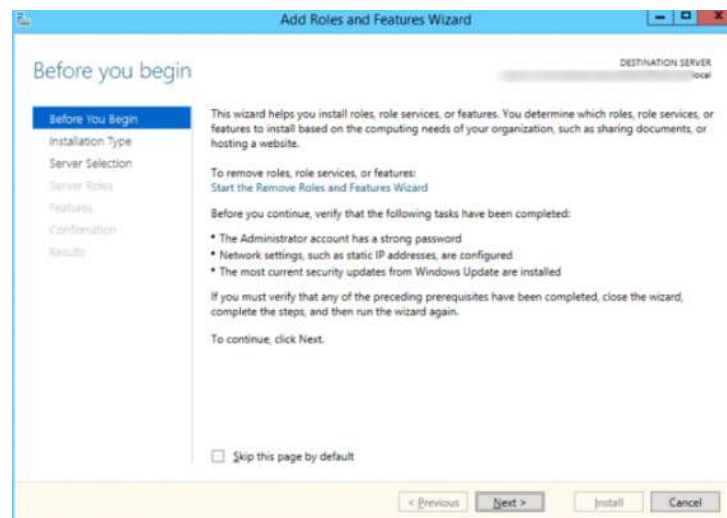 Add Roles and Features Wizard
Before you begin
DESTINATION SERVER
local
Before You Begin
Installation Type
Server Selection
Server Roles
Features
Confirmation
Results
This wizard helps you install roles, role services, or features. You determine which roles, role services, or
features to install based on the computing needs of your organization, such as sharing documents, or
hosting a website.
To remove roles, role services, or features:
Start the Remove Roles and Features Wizard
Before you continue, verify that the following tasks have been completed:
• The Administrator account has a strong password
• Network settings, such as static IP addresses, are configured
• The most current security updates from Windows Update are installed
If you must verify that any of the preceding prerequisites have been completed, close the wizard,
complete the steps, and then run the wizard again.
To continue, click Next.
Skip this page by default
< Previous
Next >
Install
Cancel